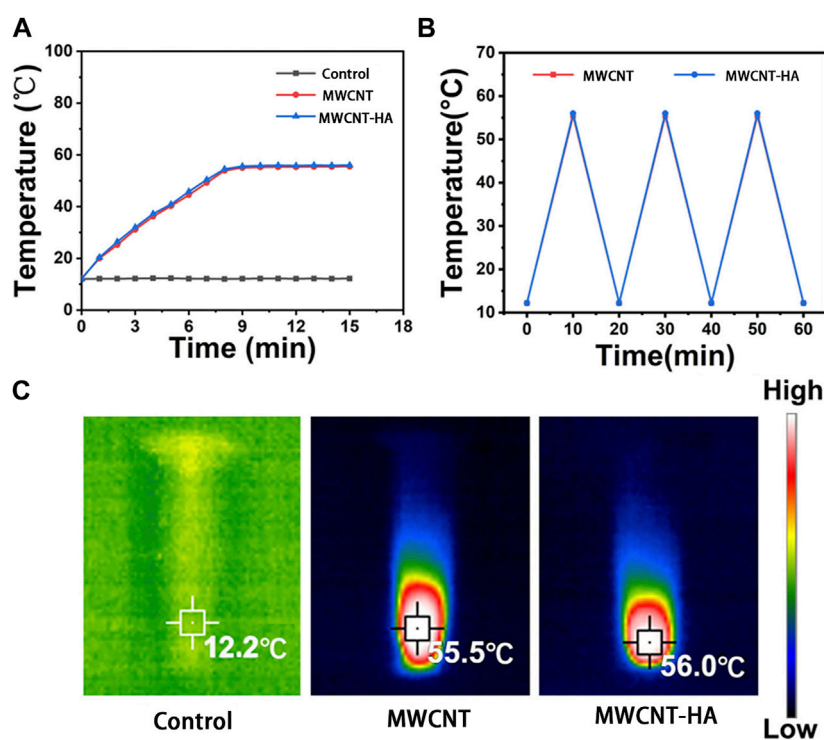 A
Temperature (℃)
100
80
60
40
20
0
Control
MWCNT
MWCNT-HA
0 3 6 9 12 15 18
Time (min)
B
Temperature(°C)
70
60
50
40
30
20
10
MWCNT MWCNT-HA
0 10 20 30 40 50 60
Time(min)
C
High
12.2℃
55.5℃
56.0℃
Low
Control
MWCNT
MWCNT-HA